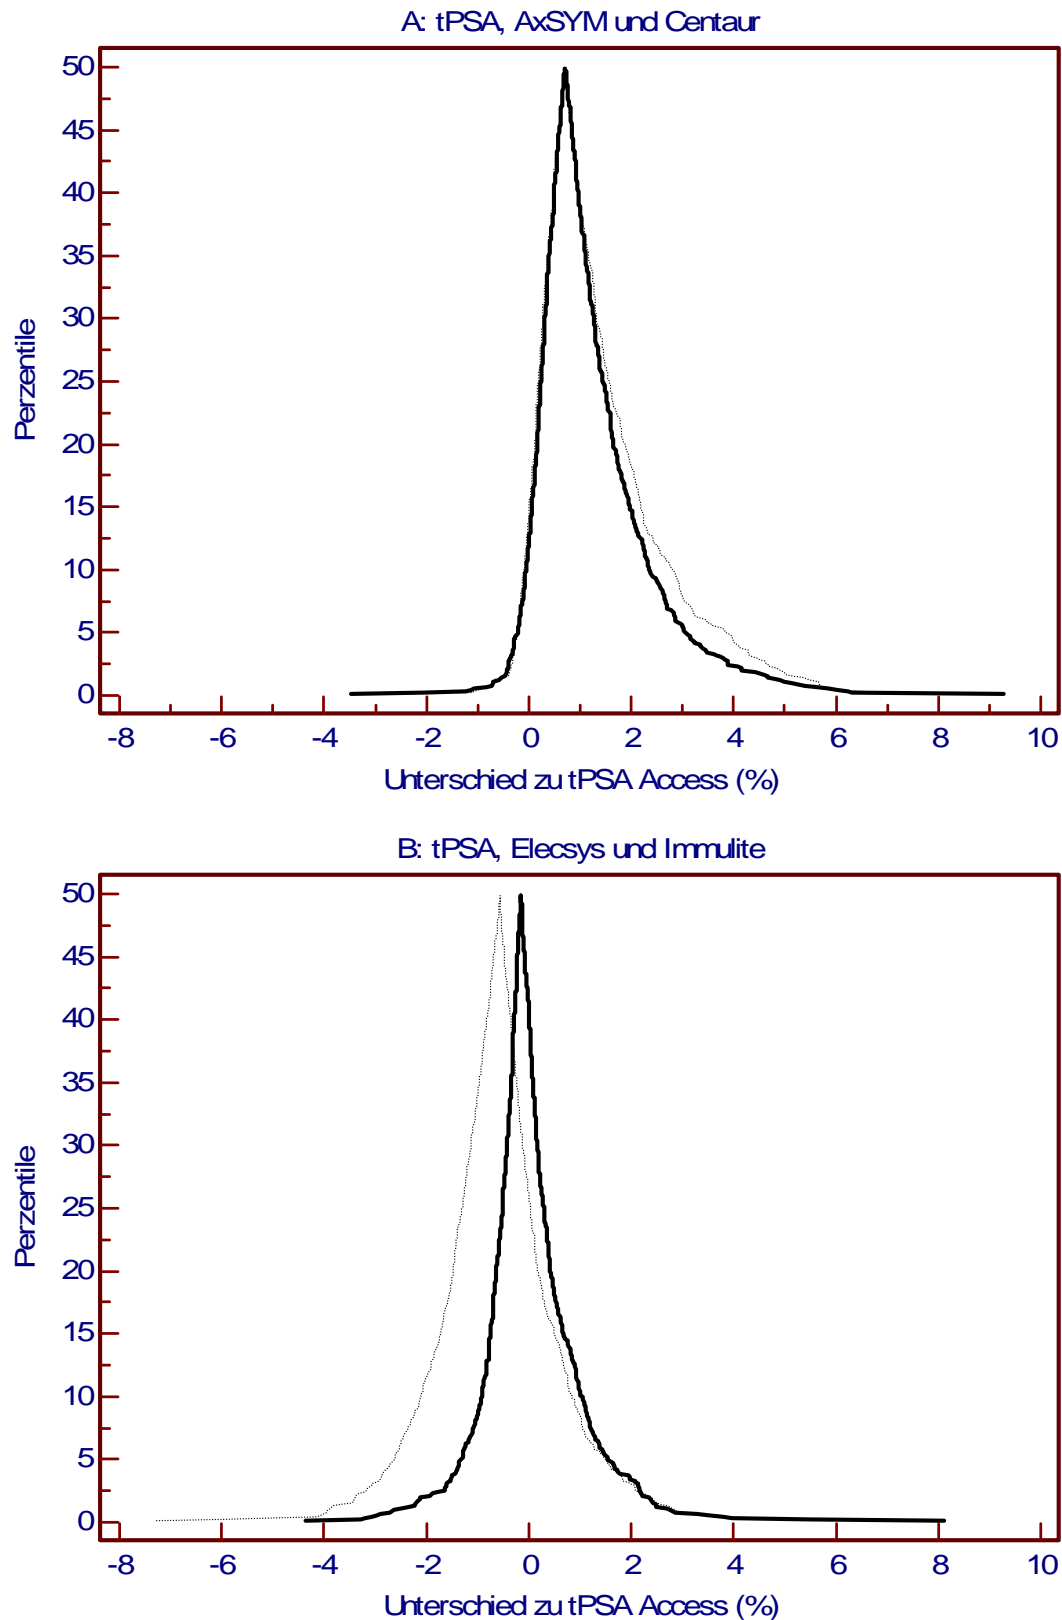 A: tPSA, AxSYM und Centaur
50
45
40
35
30
25
20
15
10
5
0
Perzentile
-8 -6 -4 -2 0 2 4 6 8 10
Unterschied zu tPSA Access (%)
B: tPSA, Elecsys und Immulite
50
45
40
35
30
25
20
15
10
5
0
Perzentile
-8 -6 -4 -2 0 2 4 6 8 10
Unterschied zu tPSA Access (%)